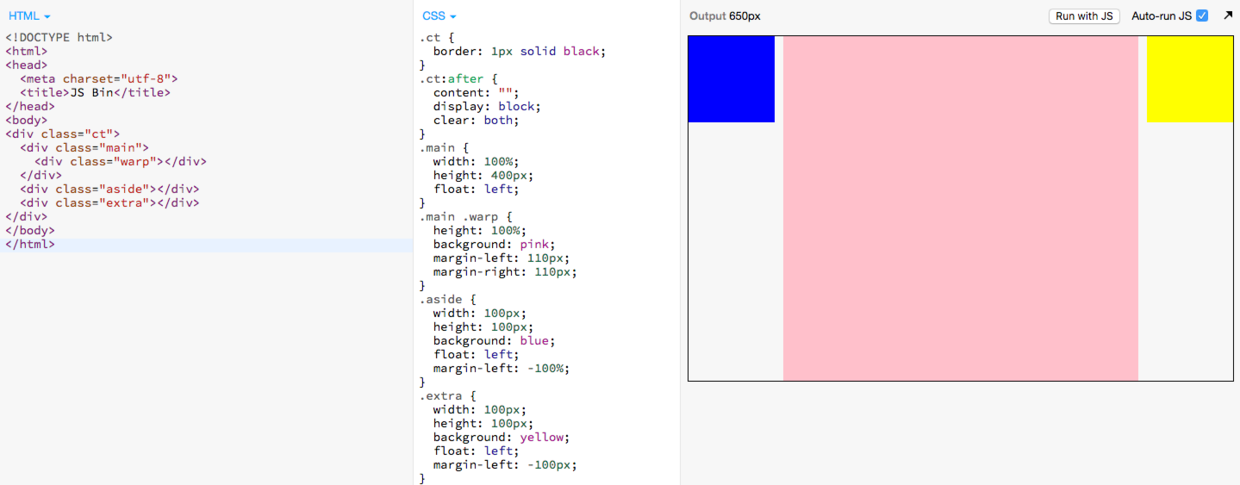 HTML
<!DOCTYPE html>
<html>
<head>
  <meta charset="utf-8">
  <title>JS Bin</title>
</head>
<body>
<div class="ct">
  <div class="main">
    <div class="warp"></div>
  </div>
  <div class="aside"></div>
  <div class="extra"></div>
</div>
</body>
</html>
CSS
.ct {
  border: 1px solid black;
}
.ct:after {
  content: "";
  display: block;
  clear: both;
}
.main {
  width: 100%;
  height: 400px;
  float: left;
}
.main .warp {
  height: 100%;
  background: pink;
  margin-left: 110px;
  margin-right: 110px;
}
.aside {
  width: 100px;
  height: 100px;
  background: blue;
  float: left;
  margin-left: -100%;
}
.extra {
  width: 100px;
  height: 100px;
  background: yellow;
  float: left;
  margin-left: -100px;
}
Output 650px
Run with JS
Auto-run JS